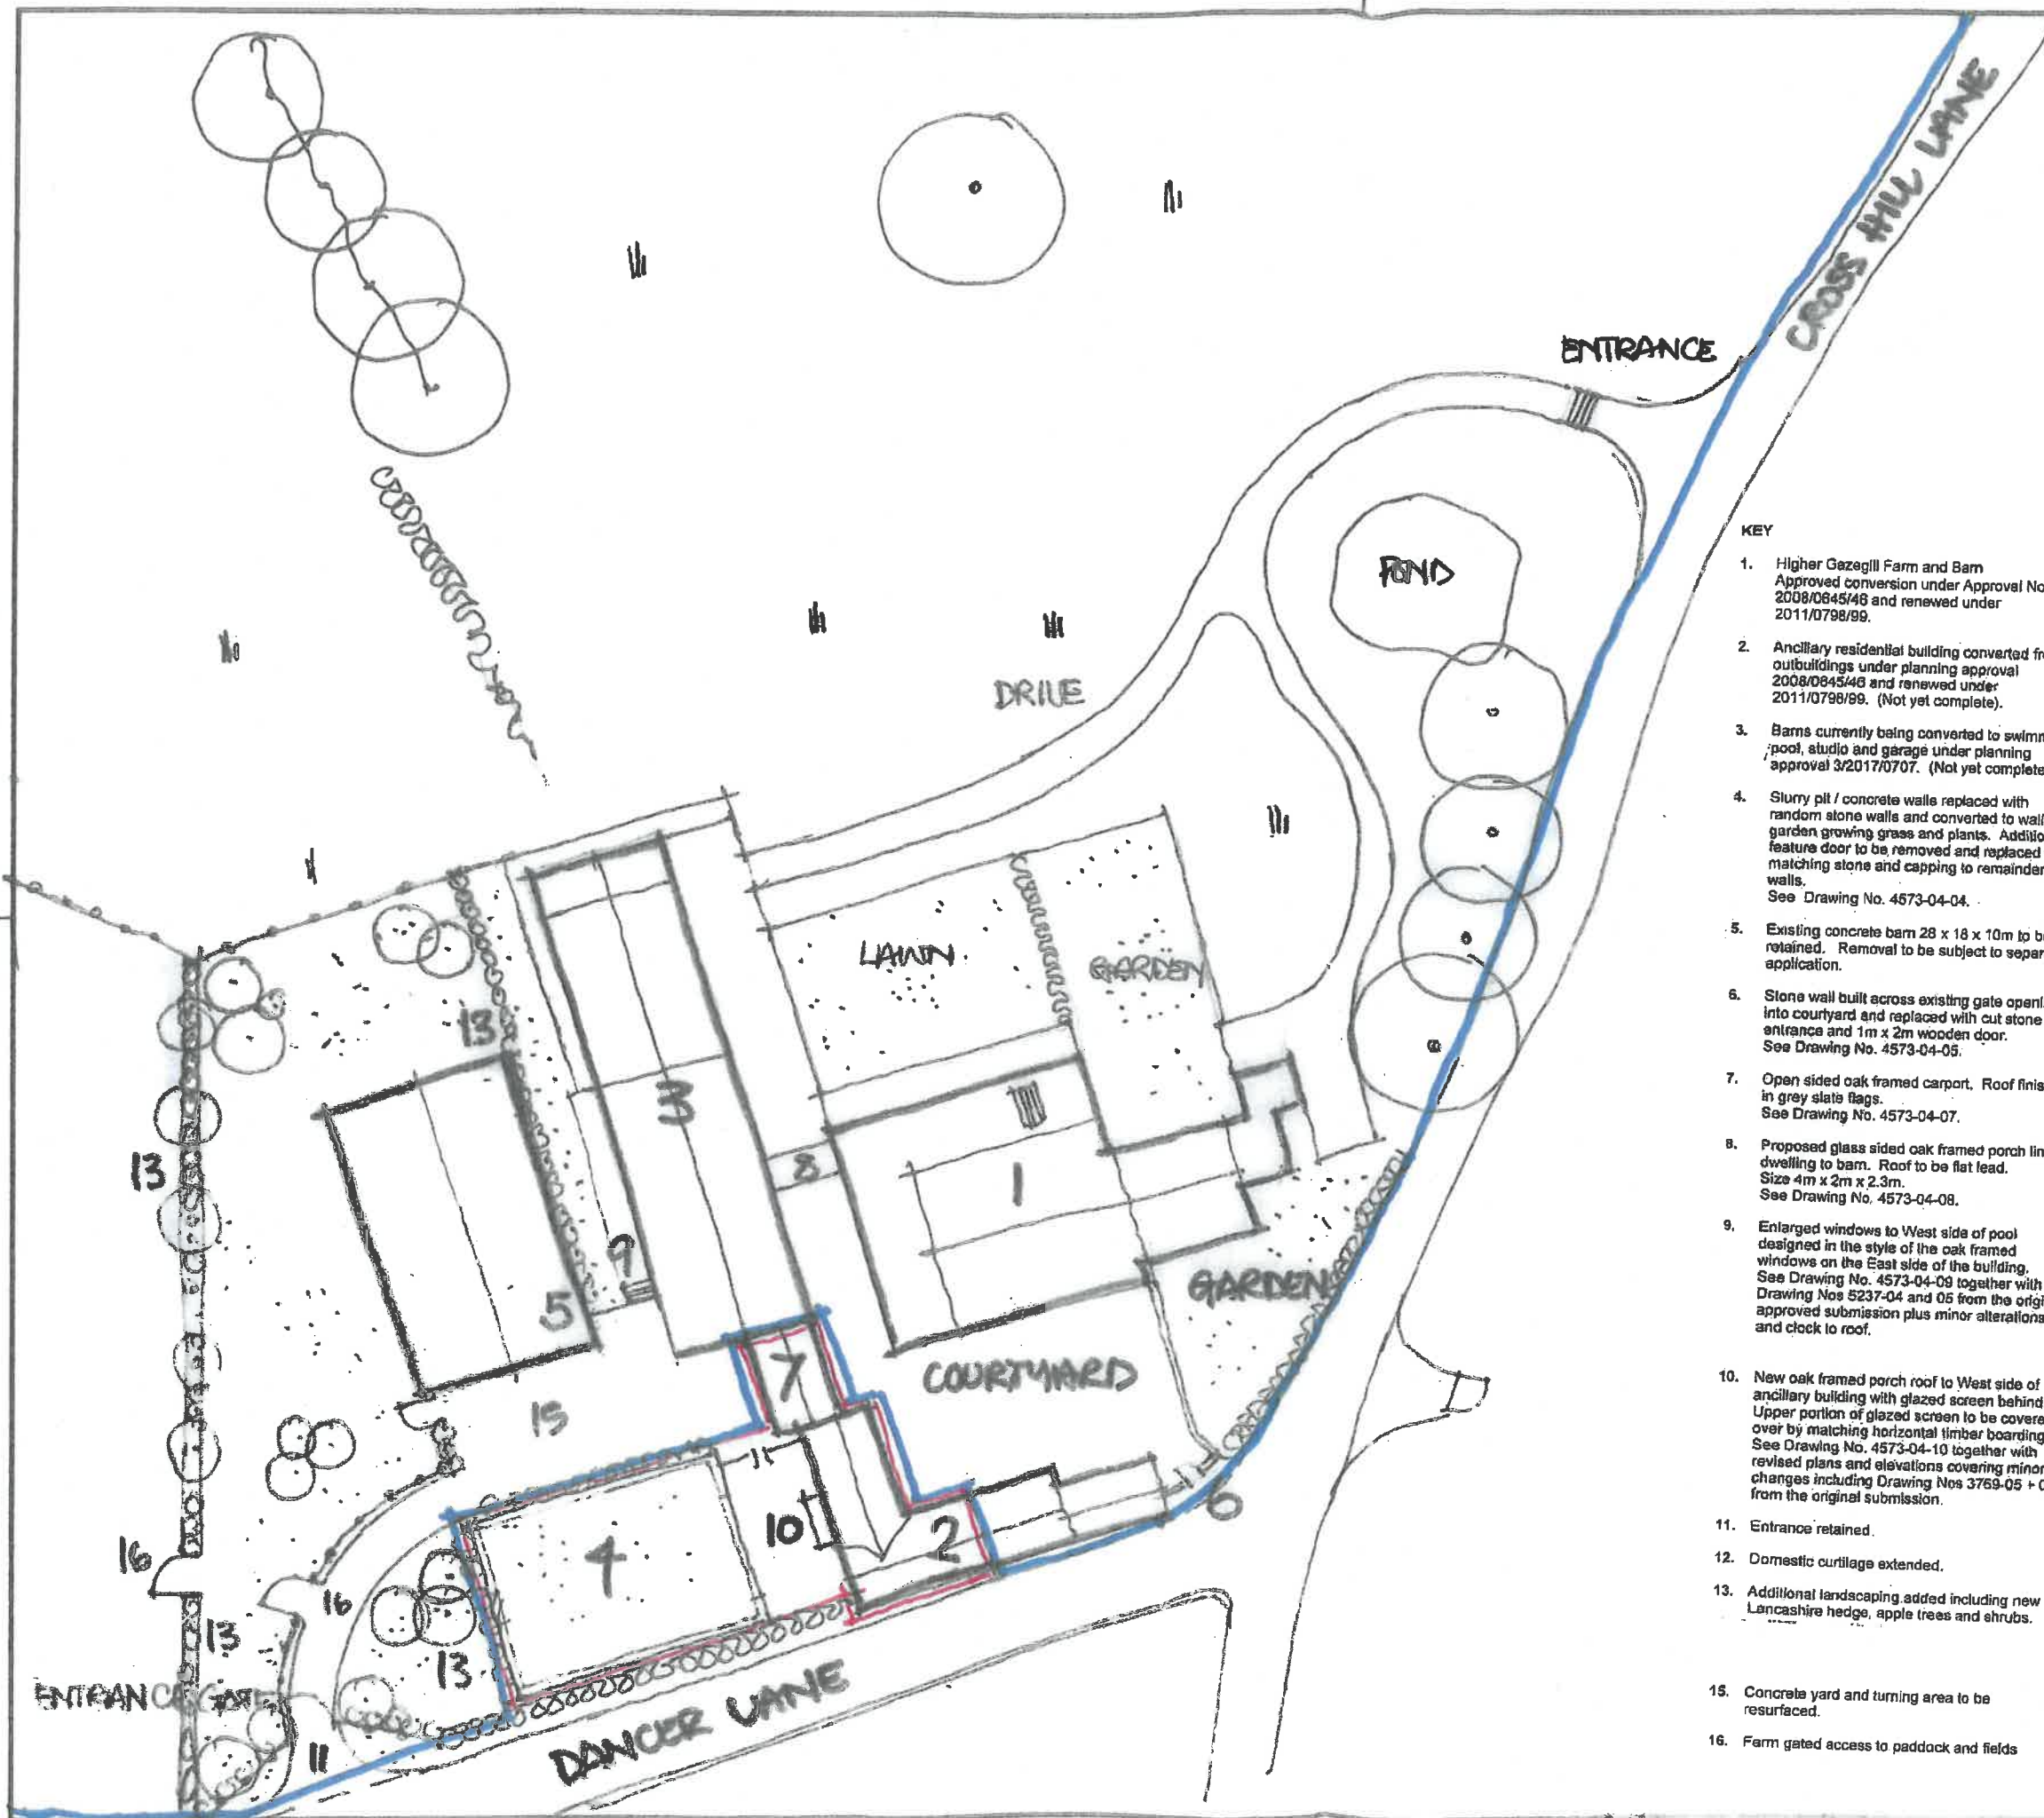 CROSS HILL LANE
ENTRANCE
POND
DRIVE
LAWN
GARDEN
13
3
8
1
13
9
5
GARDEN
7
COURTYARD
15
11
10
2
6
4
16
16
13
13
ENTRANCE GATE
11
DANCER LANE
KEY
1. Higher Gazegill Farm and Barn
Approved conversion under Approval No
2008/0645/46 and renewed under
2011/0798/99.
2. Ancillary residential building converted fr
outbuildings under planning approval
2008/0645/46 and renewed under
2011/0798/99. (Not yet complete).
3. Barns currently being converted to swimm
pool, studio and garage under planning
approval 3/2017/0707. (Not yet complete
4. Slurry pit / concrete walls replaced with
random stone walls and converted to wall
garden growing grass and plants. Additio
feature door to be removed and replaced
matching stone and capping to remainder
walls.
See Drawing No. 4573-04-04.
5. Existing concrete barn 28 x 18 x 10m to b
retained. Removal to be subject to separ
application.
6. Stone wall built across existing gate openi
into courtyard and replaced with cut stone
entrance and 1m x 2m wooden door.
See Drawing No. 4573-04-05.
7. Open sided oak framed carport. Roof finis
in grey slate flags.
See Drawing No. 4573-04-07.
8. Proposed glass sided oak framed porch lin
dwelling to barn. Roof to be flat lead.
Size 4m x 2m x 2.3m.
See Drawing No. 4573-04-08.
9. Enlarged windows to West side of pool
designed in the style of the oak framed
windows on the East side of the building.
See Drawing No. 4573-04-09 together with
Drawing Nos 5237-04 and 05 from the origi
approved submission plus minor alterations
and clock to roof.
10. New oak framed porch roof to West side of
ancillary building with glazed screen behind
Upper portion of glazed screen to be covere
over by matching horizontal timber boarding
See Drawing No. 4573-04-10 together with
revised plans and elevations covering minor
changes including Drawing Nos 3769-05 + 0
from the original submission.
11. Entrance retained.
12. Domestic curtilage extended.
13. Additional landscaping added including new
Lancashire hedge, apple trees and shrubs.
15. Concrete yard and turning area to be
resurfaced.
16. Farm gated access to paddock and fields